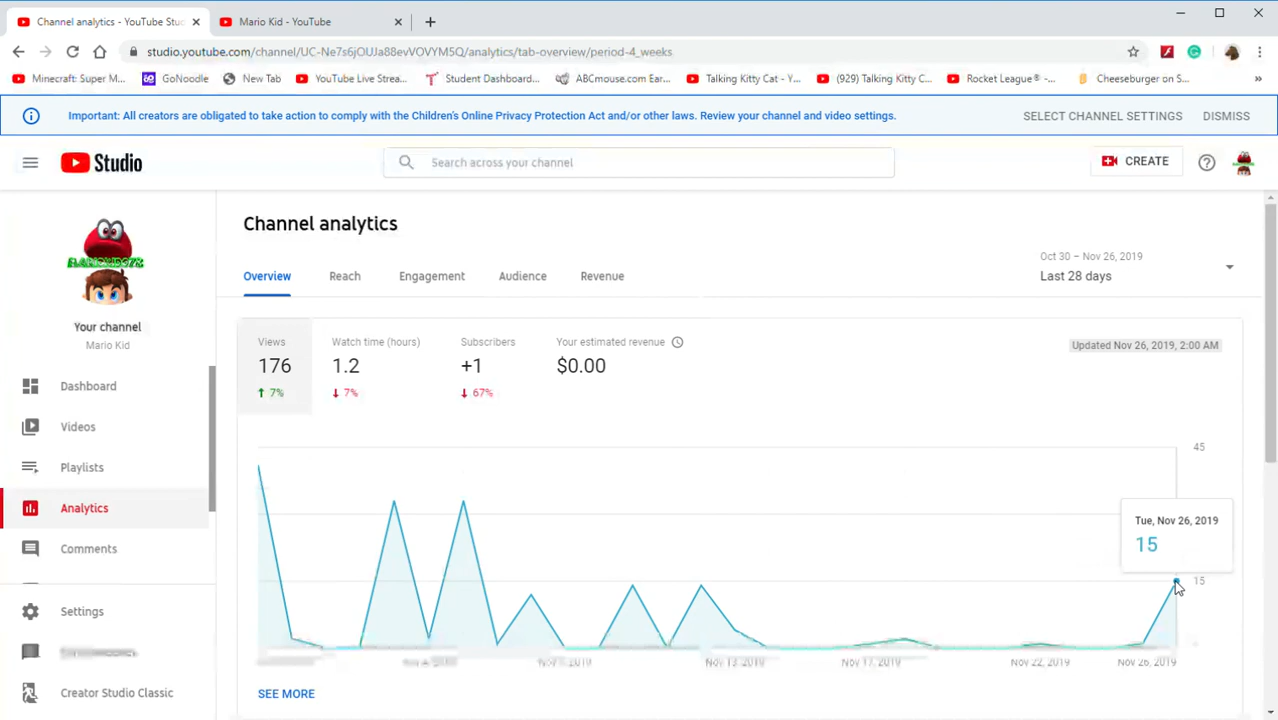 Channel analytics - YouTube Stud
Mario Kid - YouTube
studio.youtube.com/channel/UC-Ne7s6jOUJa88evVOVYM5Q/analytics/tab-overview/period-4_weeks
Minecraft: Super M... GoNoodle New Tab YouTube Live Strea... Student Dashboard... ABCmouse.com Ear... Talking Kitty Cat - Y... (929) Talking Kitty C... Rocket League® -... Cheeseburger on S...
Important: All creators are obligated to take action to comply with the Children's Online Privacy Protection Act and/or other laws. Review your channel and video settings. SELECT CHANNEL SETTINGS DISMISS
Studio
Search across your channel
CREATE
Your channel
Mario Kid
Dashboard
Videos
Playlists
Analytics
Comments
Settings
Creator Studio Classic
Channel analytics
Overview Reach Engagement Audience Revenue
Oct 30 – Nov 26, 2019
Last 28 days
Views Watch time (hours) Subscribers Your estimated revenue
176 1.2 +1 $0.00
7% 7% 67%
Updated Nov 26, 2019, 2:00 AM
45
Tue, Nov 26, 2019
15
15
Nov 13, 2019 Nov 17, 2019 Nov 22, 2019 Nov 26, 2019
SEE MORE